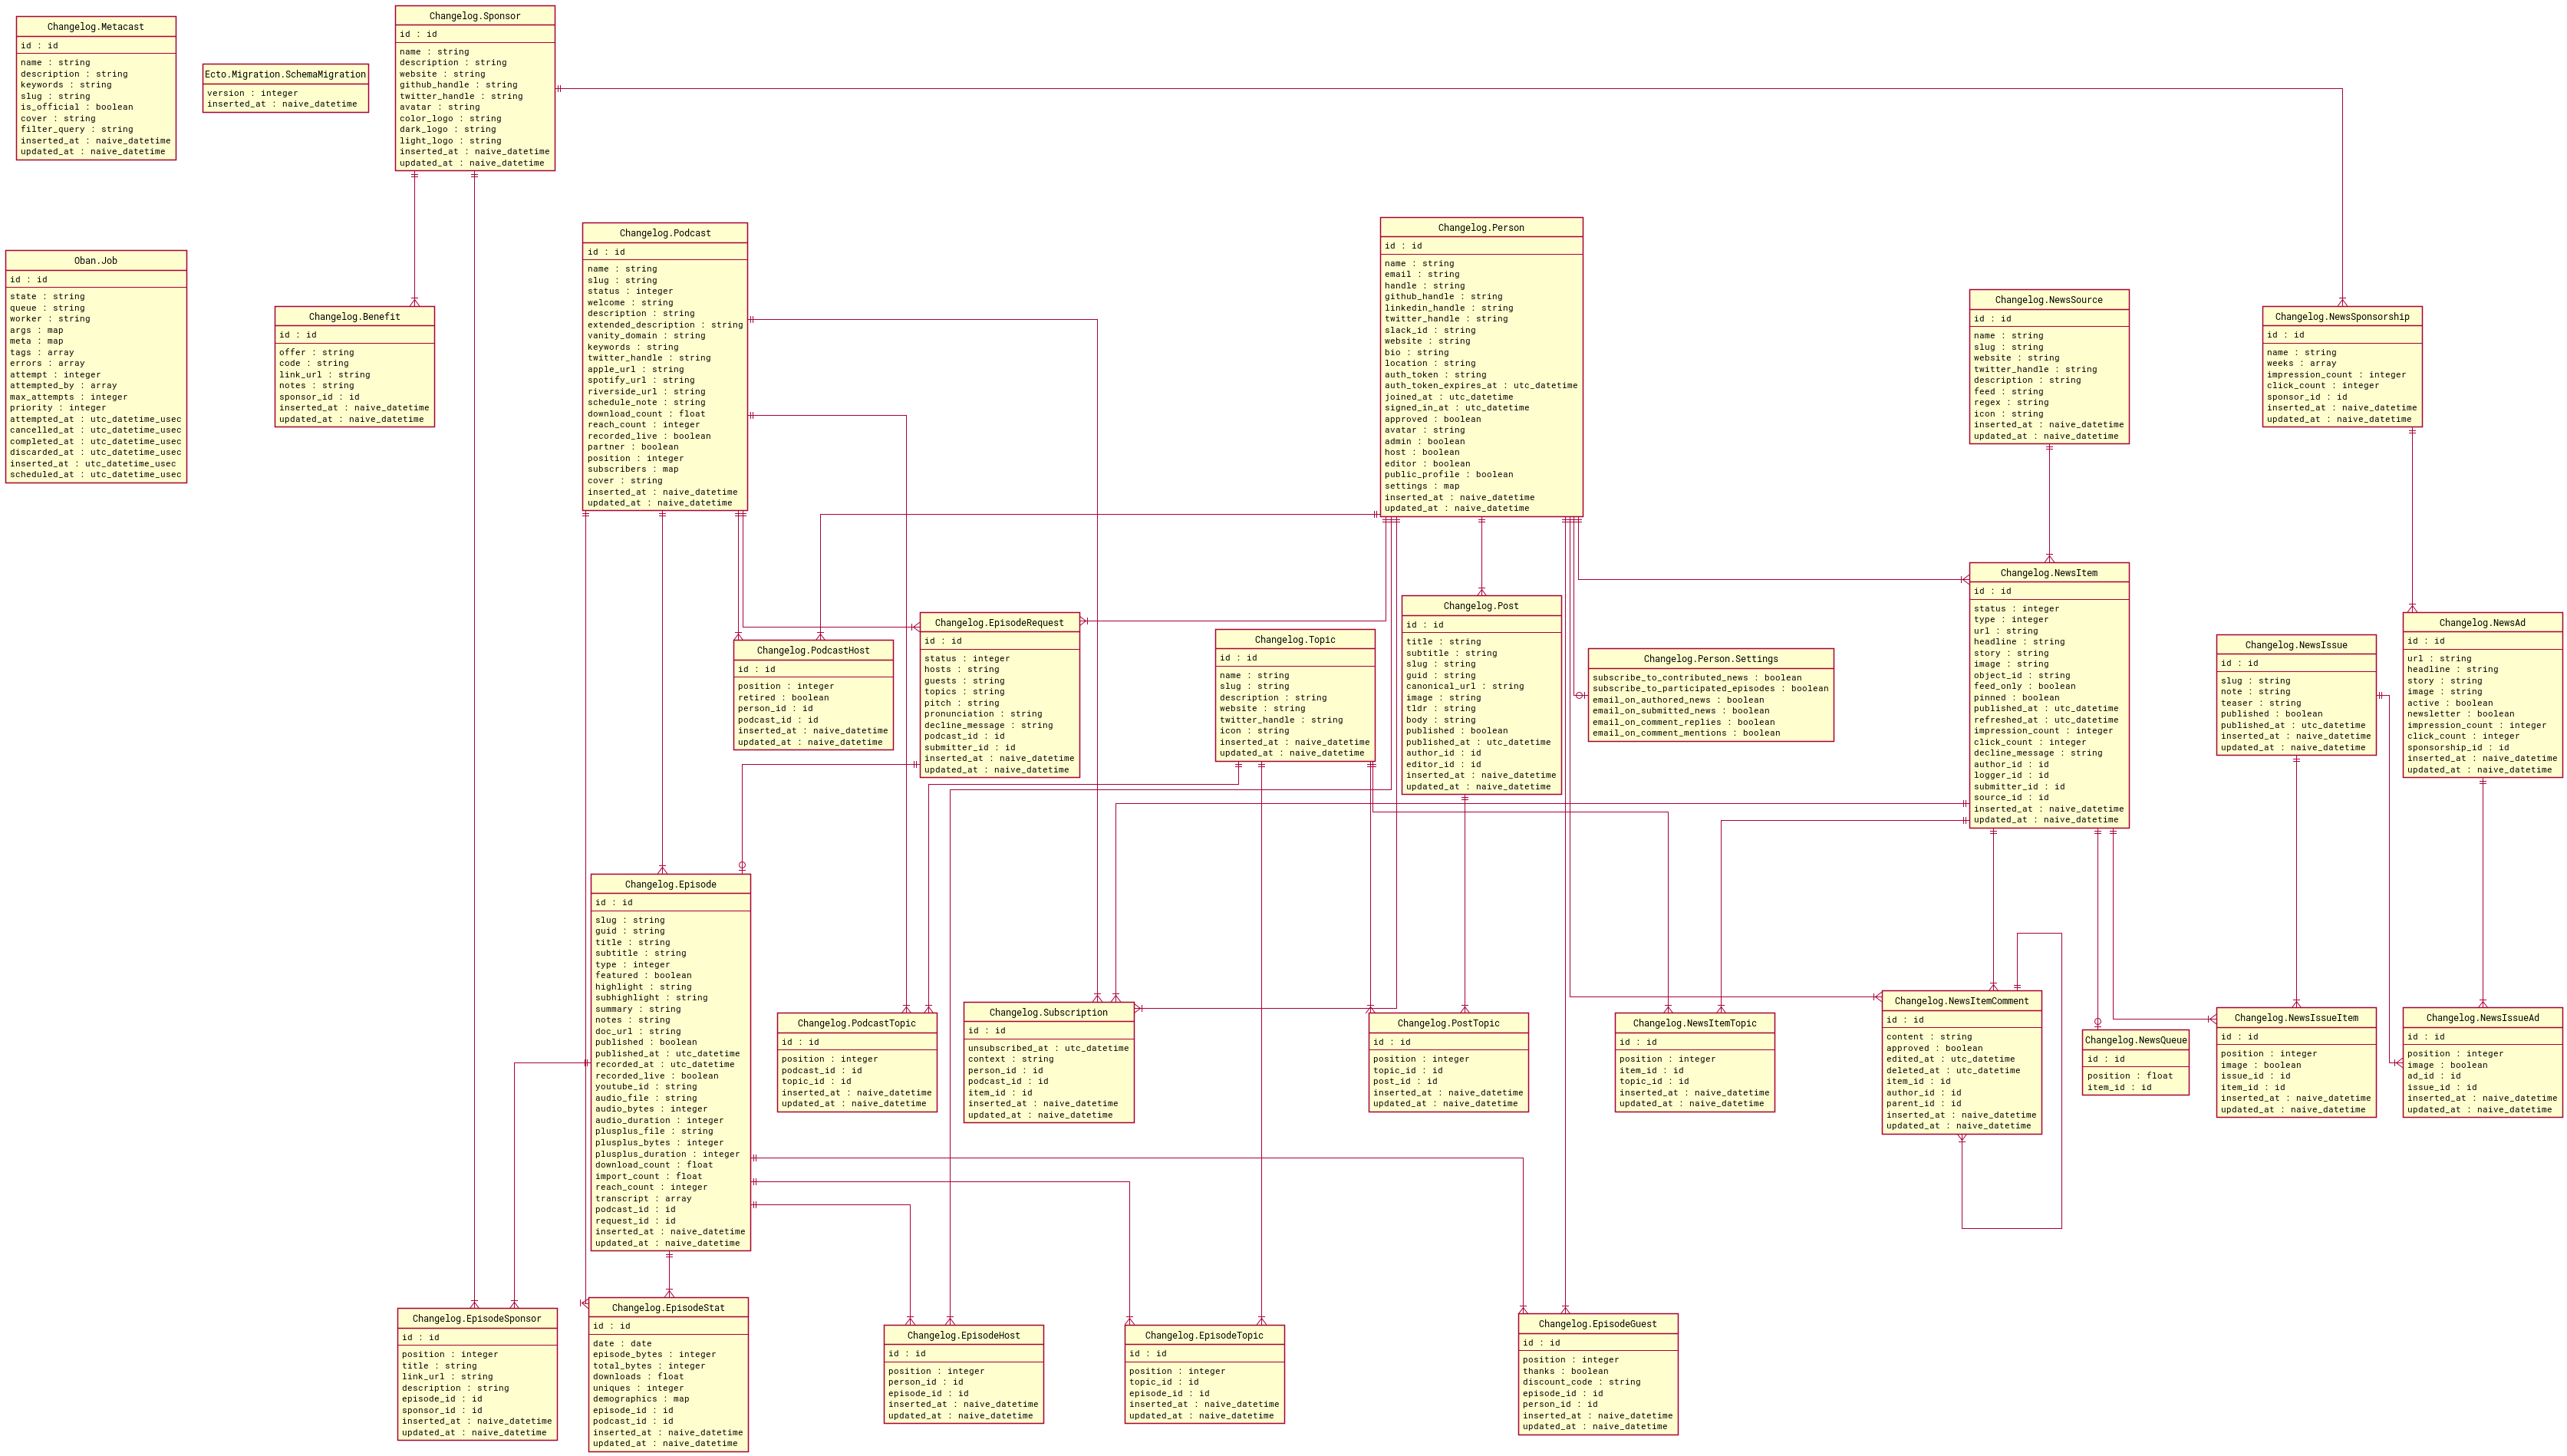 Changelog.Metacast
id : id
name : string
description : string
keywords : string
slug : string
is_official : boolean
cover : string
filter_query : string
inserted_at : naive_datetime
updated_at : naive_datetime
Ecto.Migration.SchemaMigration
version : integer
inserted_at : naive_datetime
Changelog.Sponsor
id : id
name : string
description : string
website : string
github_handle : string
twitter_handle : string
avatar : string
color_logo : string
dark_logo : string
light_logo : string
inserted_at : naive_datetime
updated_at : naive_datetime
Oban.Job
id : id
state : string
queue : string
worker : string
args : map
meta : map
tags : array
errors : array
attempt : integer
attempted_by : array
max_attempts : integer
priority : integer
attempted_at : utc_datetime_usec
cancelled_at : utc_datetime_usec
completed_at : utc_datetime_usec
discarded_at : utc_datetime_usec
inserted_at : utc_datetime_usec
scheduled_at : utc_datetime_usec
Changelog.Benefit
id : id
offer : string
code : string
link_url : string
notes : string
sponsor_id : id
inserted_at : naive_datetime
updated_at : naive_datetime
Changelog.Podcast
id : id
name : string
slug : string
status : integer
welcome : string
description : string
extended_description : string
vanity_domain : string
keywords : string
twitter_handle : string
apple_url : string
spotify_url : string
riverside_url : string
schedule_note : string
download_count : float
reach_count : integer
recorded_live : boolean
partner : boolean
position : integer
subscribers : map
cover : string
inserted_at : naive_datetime
updated_at : naive_datetime
Changelog.Person
id : id
name : string
email : string
handle : string
github_handle : string
linkedin_handle : string
twitter_handle : string
slack_id : string
website : string
bio : string
location : string
auth_token : string
auth_token_expires_at : utc_datetime
joined_at : utc_datetime
signed_in_at : utc_datetime
approved : boolean
avatar : string
admin : boolean
host : boolean
editor : boolean
public_profile : boolean
settings : map
inserted_at : naive_datetime
updated_at : naive_datetime
Changelog.NewsSource
id : id
name : string
slug : string
website : string
twitter_handle : string
description : string
feed : string
regex : string
icon : string
inserted_at : naive_datetime
updated_at : naive_datetime
Changelog.NewsSponsorship
id : id
name : string
weeks : array
impression_count : integer
click_count : integer
sponsor_id : id
inserted_at : naive_datetime
updated_at : naive_datetime
Changelog.PodcastHost
id : id
position : integer
retired : boolean
person_id : id
podcast_id : id
inserted_at : naive_datetime
updated_at : naive_datetime
Changelog.EpisodeRequest
id : id
status : integer
hosts : string
guests : string
topics : string
pitch : string
pronunciation : string
decline_message : string
podcast_id : id
submitter_id : id
inserted_at : naive_datetime
updated_at : naive_datetime
Changelog.Topic
id : id
name : string
slug : string
description : string
website : string
twitter_handle : string
icon : string
inserted_at : naive_datetime
updated_at : naive_datetime
Changelog.Post
id : id
title : string
subtitle : string
slug : string
guid : string
canonical_url : string
image : string
tldr : string
body : string
published : boolean
published_at : utc_datetime
author_id : id
editor_id : id
inserted_at : naive_datetime
updated_at : naive_datetime
Changelog.Person.Settings
subscribe_to_contributed_news : boolean
subscribe_to_participated_episodes : boolean
email_on_authored_news : boolean
email_on_submitted_news : boolean
email_on_comment_replies : boolean
email_on_comment_mentions : boolean
Changelog.NewsItem
id : id
status : integer
type : integer
url : string
headline : string
story : string
image : string
object_id : string
feed_only : boolean
pinned : boolean
published_at : utc_datetime
refreshed_at : utc_datetime
impression_count : integer
click_count : integer
decline_message : string
author_id : id
logger_id : id
submitter_id : id
source_id : id
inserted_at : naive_datetime
updated_at : naive_datetime
Changelog.NewsIssue
id : id
slug : string
note : string
teaser : string
published : boolean
published_at : utc_datetime
inserted_at : naive_datetime
updated_at : naive_datetime
Changelog.NewsAd
id : id
url : string
headline : string
story : string
image : string
active : boolean
newsletter : boolean
impression_count : integer
click_count : integer
sponsorship_id : id
inserted_at : naive_datetime
updated_at : naive_datetime
Changelog.Episode
id : id
slug : string
guid : string
title : string
subtitle : string
type : integer
featured : boolean
highlight : string
subhighlight : string
summary : string
notes : string
doc_url : string
published : boolean
published_at : utc_datetime
recorded_at : utc_datetime
recorded_live : boolean
youtube_id : string
audio_file : string
audio_bytes : integer
audio_duration : integer
plusplus_file : string
plusplus_bytes : integer
plusplus_duration : integer
download_count : float
import_count : float
reach_count : integer
transcript : array
podcast_id : id
request_id : id
inserted_at : naive_datetime
updated_at : naive_datetime
Changelog.PodcastTopic
id : id
position : integer
podcast_id : id
topic_id : id
inserted_at : naive_datetime
updated_at : naive_datetime
Changelog.Subscription
id : id
unsubscribed_at : utc_datetime
context : string
person_id : id
podcast_id : id
item_id : id
inserted_at : naive_datetime
updated_at : naive_datetime
Changelog.PostTopic
id : id
position : integer
topic_id : id
post_id : id
inserted_at : naive_datetime
updated_at : naive_datetime
Changelog.NewsItemTopic
id : id
position : integer
item_id : id
topic_id : id
inserted_at : naive_datetime
updated_at : naive_datetime
Changelog.NewsItemComment
id : id
content : string
approved : boolean
edited_at : utc_datetime
deleted_at : utc_datetime
item_id : id
author_id : id
parent_id : id
inserted_at : naive_datetime
updated_at : naive_datetime
Changelog.NewsQueue
id : id
position : float
item_id : id
Changelog.NewsIssueItem
id : id
position : integer
image : boolean
issue_id : id
item_id : id
inserted_at : naive_datetime
updated_at : naive_datetime
Changelog.NewsIssueAd
id : id
position : integer
image : boolean
ad_id : id
issue_id : id
inserted_at : naive_datetime
updated_at : naive_datetime
Changelog.EpisodeSponsor
id : id
position : integer
title : string
link_url : string
description : string
episode_id : id
sponsor_id : id
inserted_at : naive_datetime
updated_at : naive_datetime
Changelog.EpisodeStat
id : id
date : date
episode_bytes : integer
total_bytes : integer
downloads : float
uniques : integer
demographics : map
episode_id : id
podcast_id : id
inserted_at : naive_datetime
updated_at : naive_datetime
Changelog.EpisodeHost
id : id
position : integer
person_id : id
episode_id : id
inserted_at : naive_datetime
updated_at : naive_datetime
Changelog.EpisodeTopic
id : id
position : integer
topic_id : id
episode_id : id
inserted_at : naive_datetime
updated_at : naive_datetime
Changelog.EpisodeGuest
id : id
position : integer
thanks : boolean
discount_code : string
episode_id : id
person_id : id
inserted_at : naive_datetime
updated_at : naive_datetime